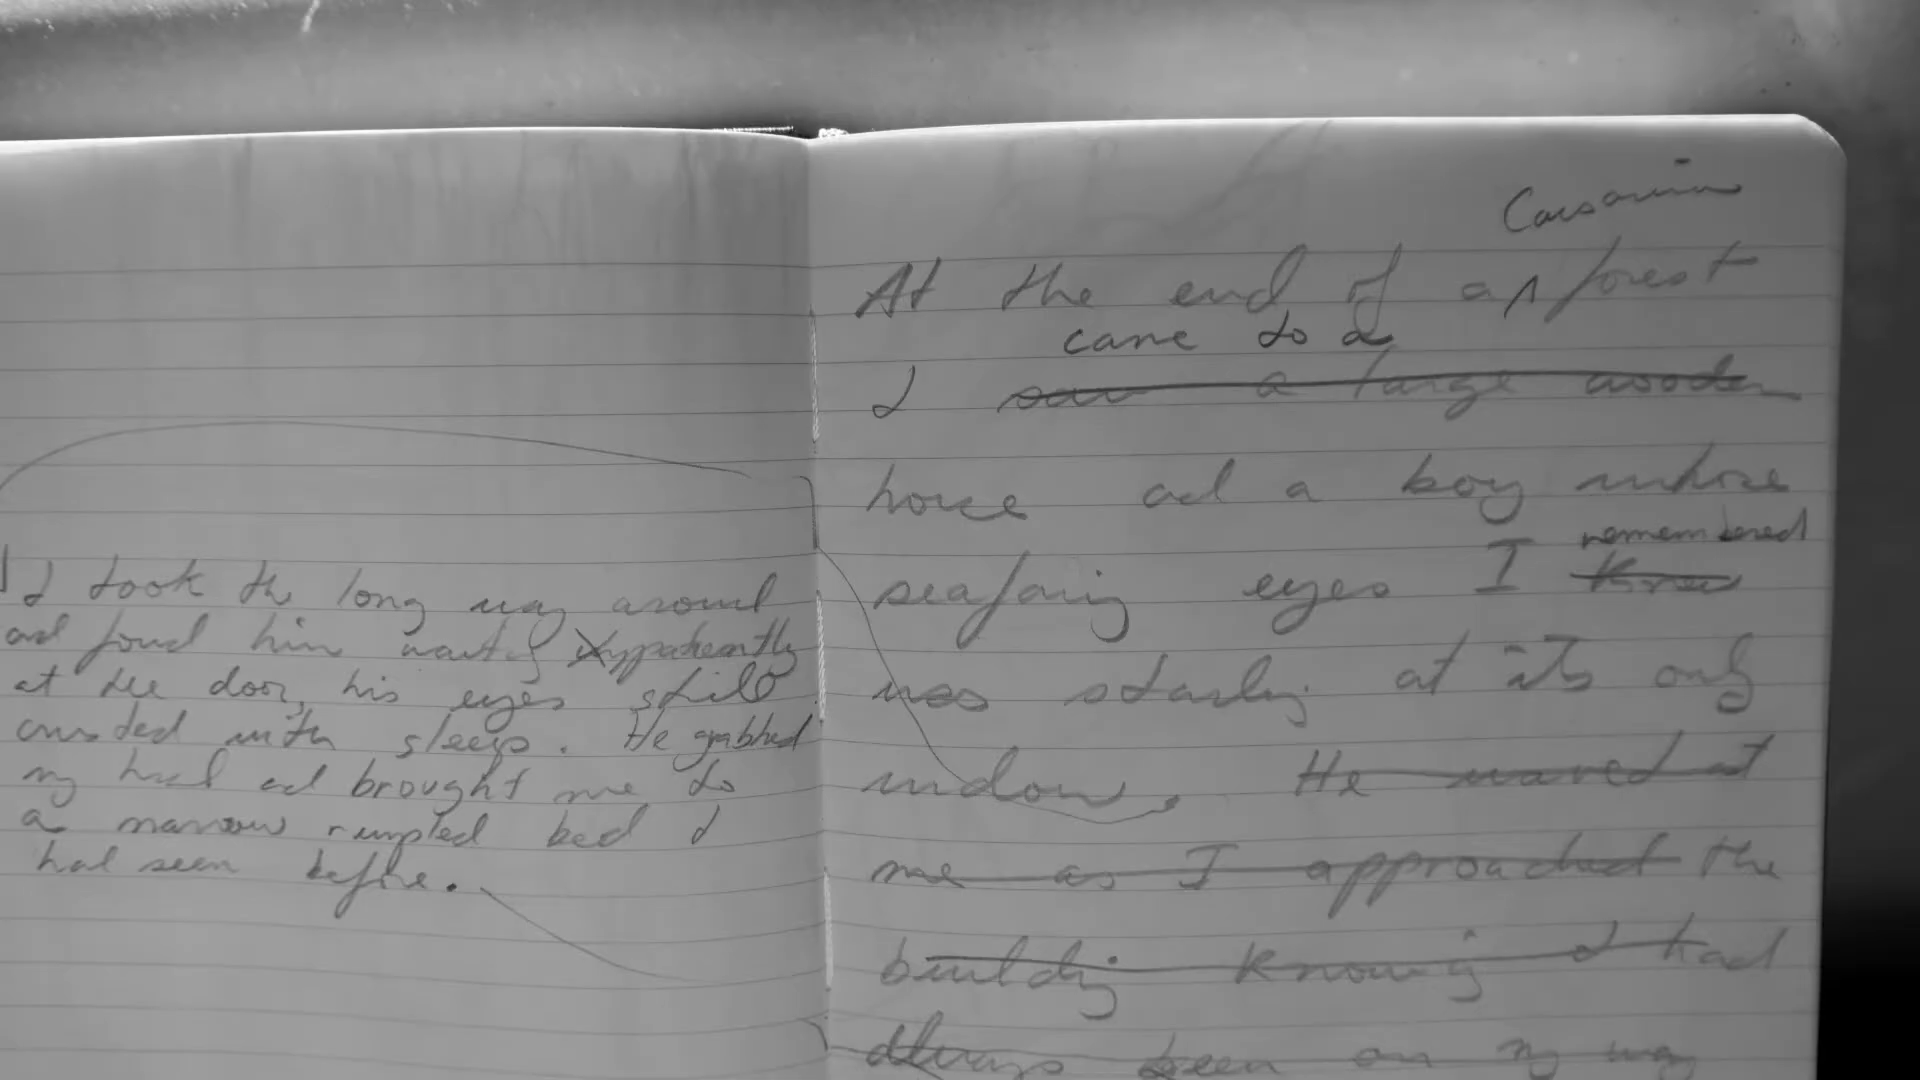 I took the long way around
and found him waiting impatiently
at the door, his eyes still
crusted with sleep. He grabbed
my hand and brought me to
a narrow rumpled bed I
had seen before.
At the end of a forest
came to a
I saw a large wooden
house and a boy whose
remembered
seafaring eyes I knew
was staring at its only
window. He waved at
me as I approached the
building knowing I had
always been on my way